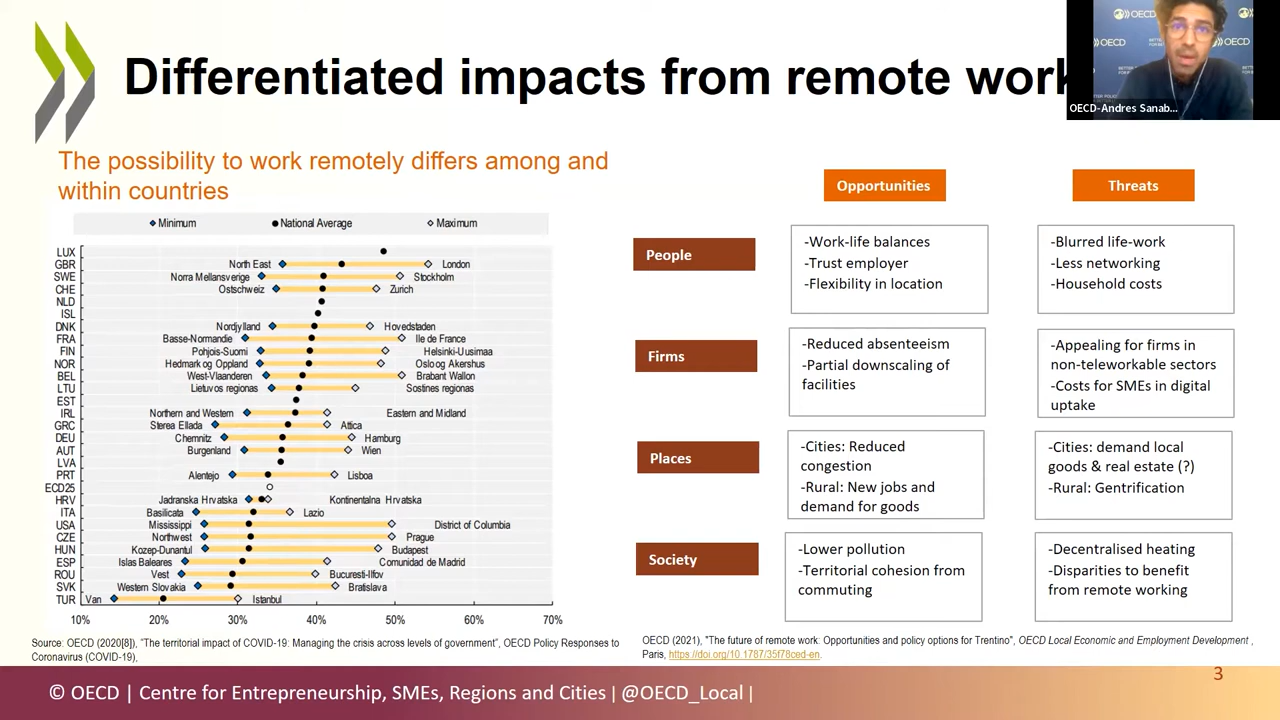 Differentiated impacts from remote work
OECD
OECD
OECD-Andres Sanab...
The possibility to work remotely differs among and
within countries
Minimum
National Average
Maximum
LUX
GBR North East London
SWE Norra Mellansverige Stockholm
CHE Ostschweiz Zurich
NLD
ISL
DNK Nordjylland Hovedstaden
FRA Basse-Normandie Ile de France
FIN Pohjois-Suomi Helsinki-Uusimaa
NOR Hedmark og Oppland Oslo og Akershus
BEL West-Vlaanderen Brabant Wallon
LTU Lietuvos regionas Sostines regionas
EST
IRL Northern and Western Eastern and Midland
GRC Sterea Ellada Attica
DEU Chemnitz Hamburg
AUT Burgenland Wien
LVA
PRT Alentejo Lisboa
ECD25
HRV Jadranska Hrvatska Kontinentalna Hrvatska
ITA Basilicata Lazio
USA Mississippi District of Columbia
CZE Northwest Prague
HUN Kozep-Dunantul Budapest
ESP Islas Baleares Comunidad de Madrid
ROU Vest Bucuresti-Ilfov
SVK Western Slovakia Bratislava
TUR Van Istanbul
10% 20% 30% 40% 50% 60% 70%
Source: OECD (2020[8]), "The territorial impact of COVID-19: Managing the crisis across levels of government", OECD Policy Responses to
Coronavirus (COVID-19),
Opportunities
Threats
People
-Work-life balances
-Trust employer
-Flexibility in location
-Blurred life-work
-Less networking
-Household costs
Firms
-Reduced absenteeism
-Partial downscaling of
facilities
-Appealing for firms in
non-teleworkable sectors
-Costs for SMEs in digital
uptake
Places
-Cities: Reduced
congestion
-Rural: New jobs and
demand for goods
-Cities: demand local
goods & real estate (?)
-Rural: Gentrification
Society
-Lower pollution
-Territorial cohesion from
commuting
-Decentralised heating
-Disparities to benefit
from remote working
OECD (2021), "The future of remote work: Opportunities and policy options for Trentino", OECD Local Economic and Employment Development ,
Paris, https://doi.org/10.1787/35f78ced-en.
3
© OECD | Centre for Entrepreneurship, SMEs, Regions and Cities | @OECD_Local |